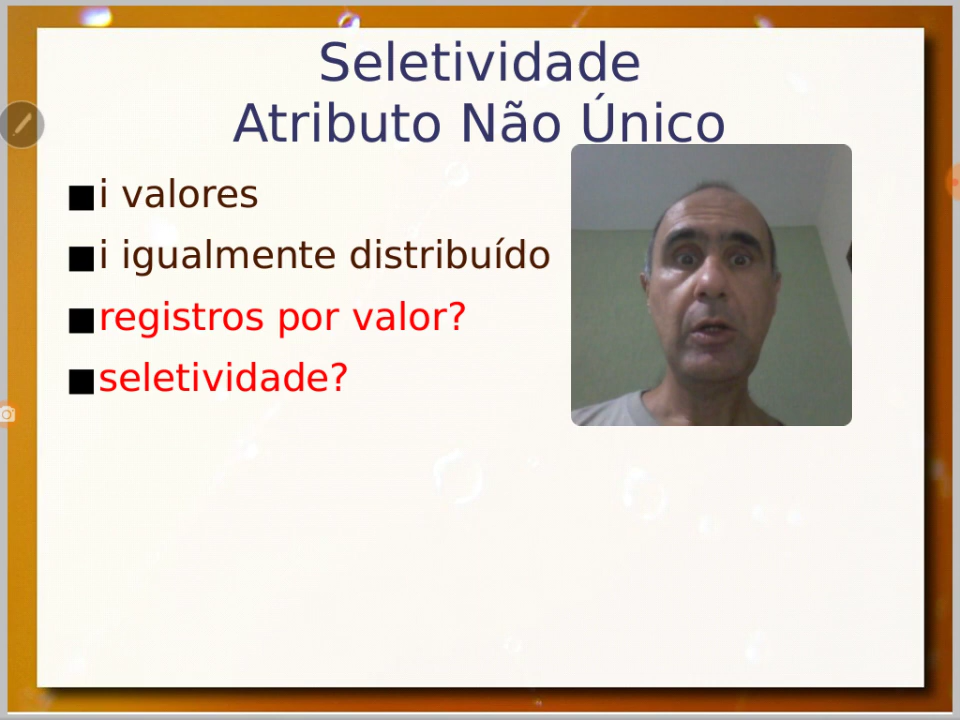 Seletividade
Atributo Não Único
i valores
i igualmente distribuído
registros por valor?
seletividade?